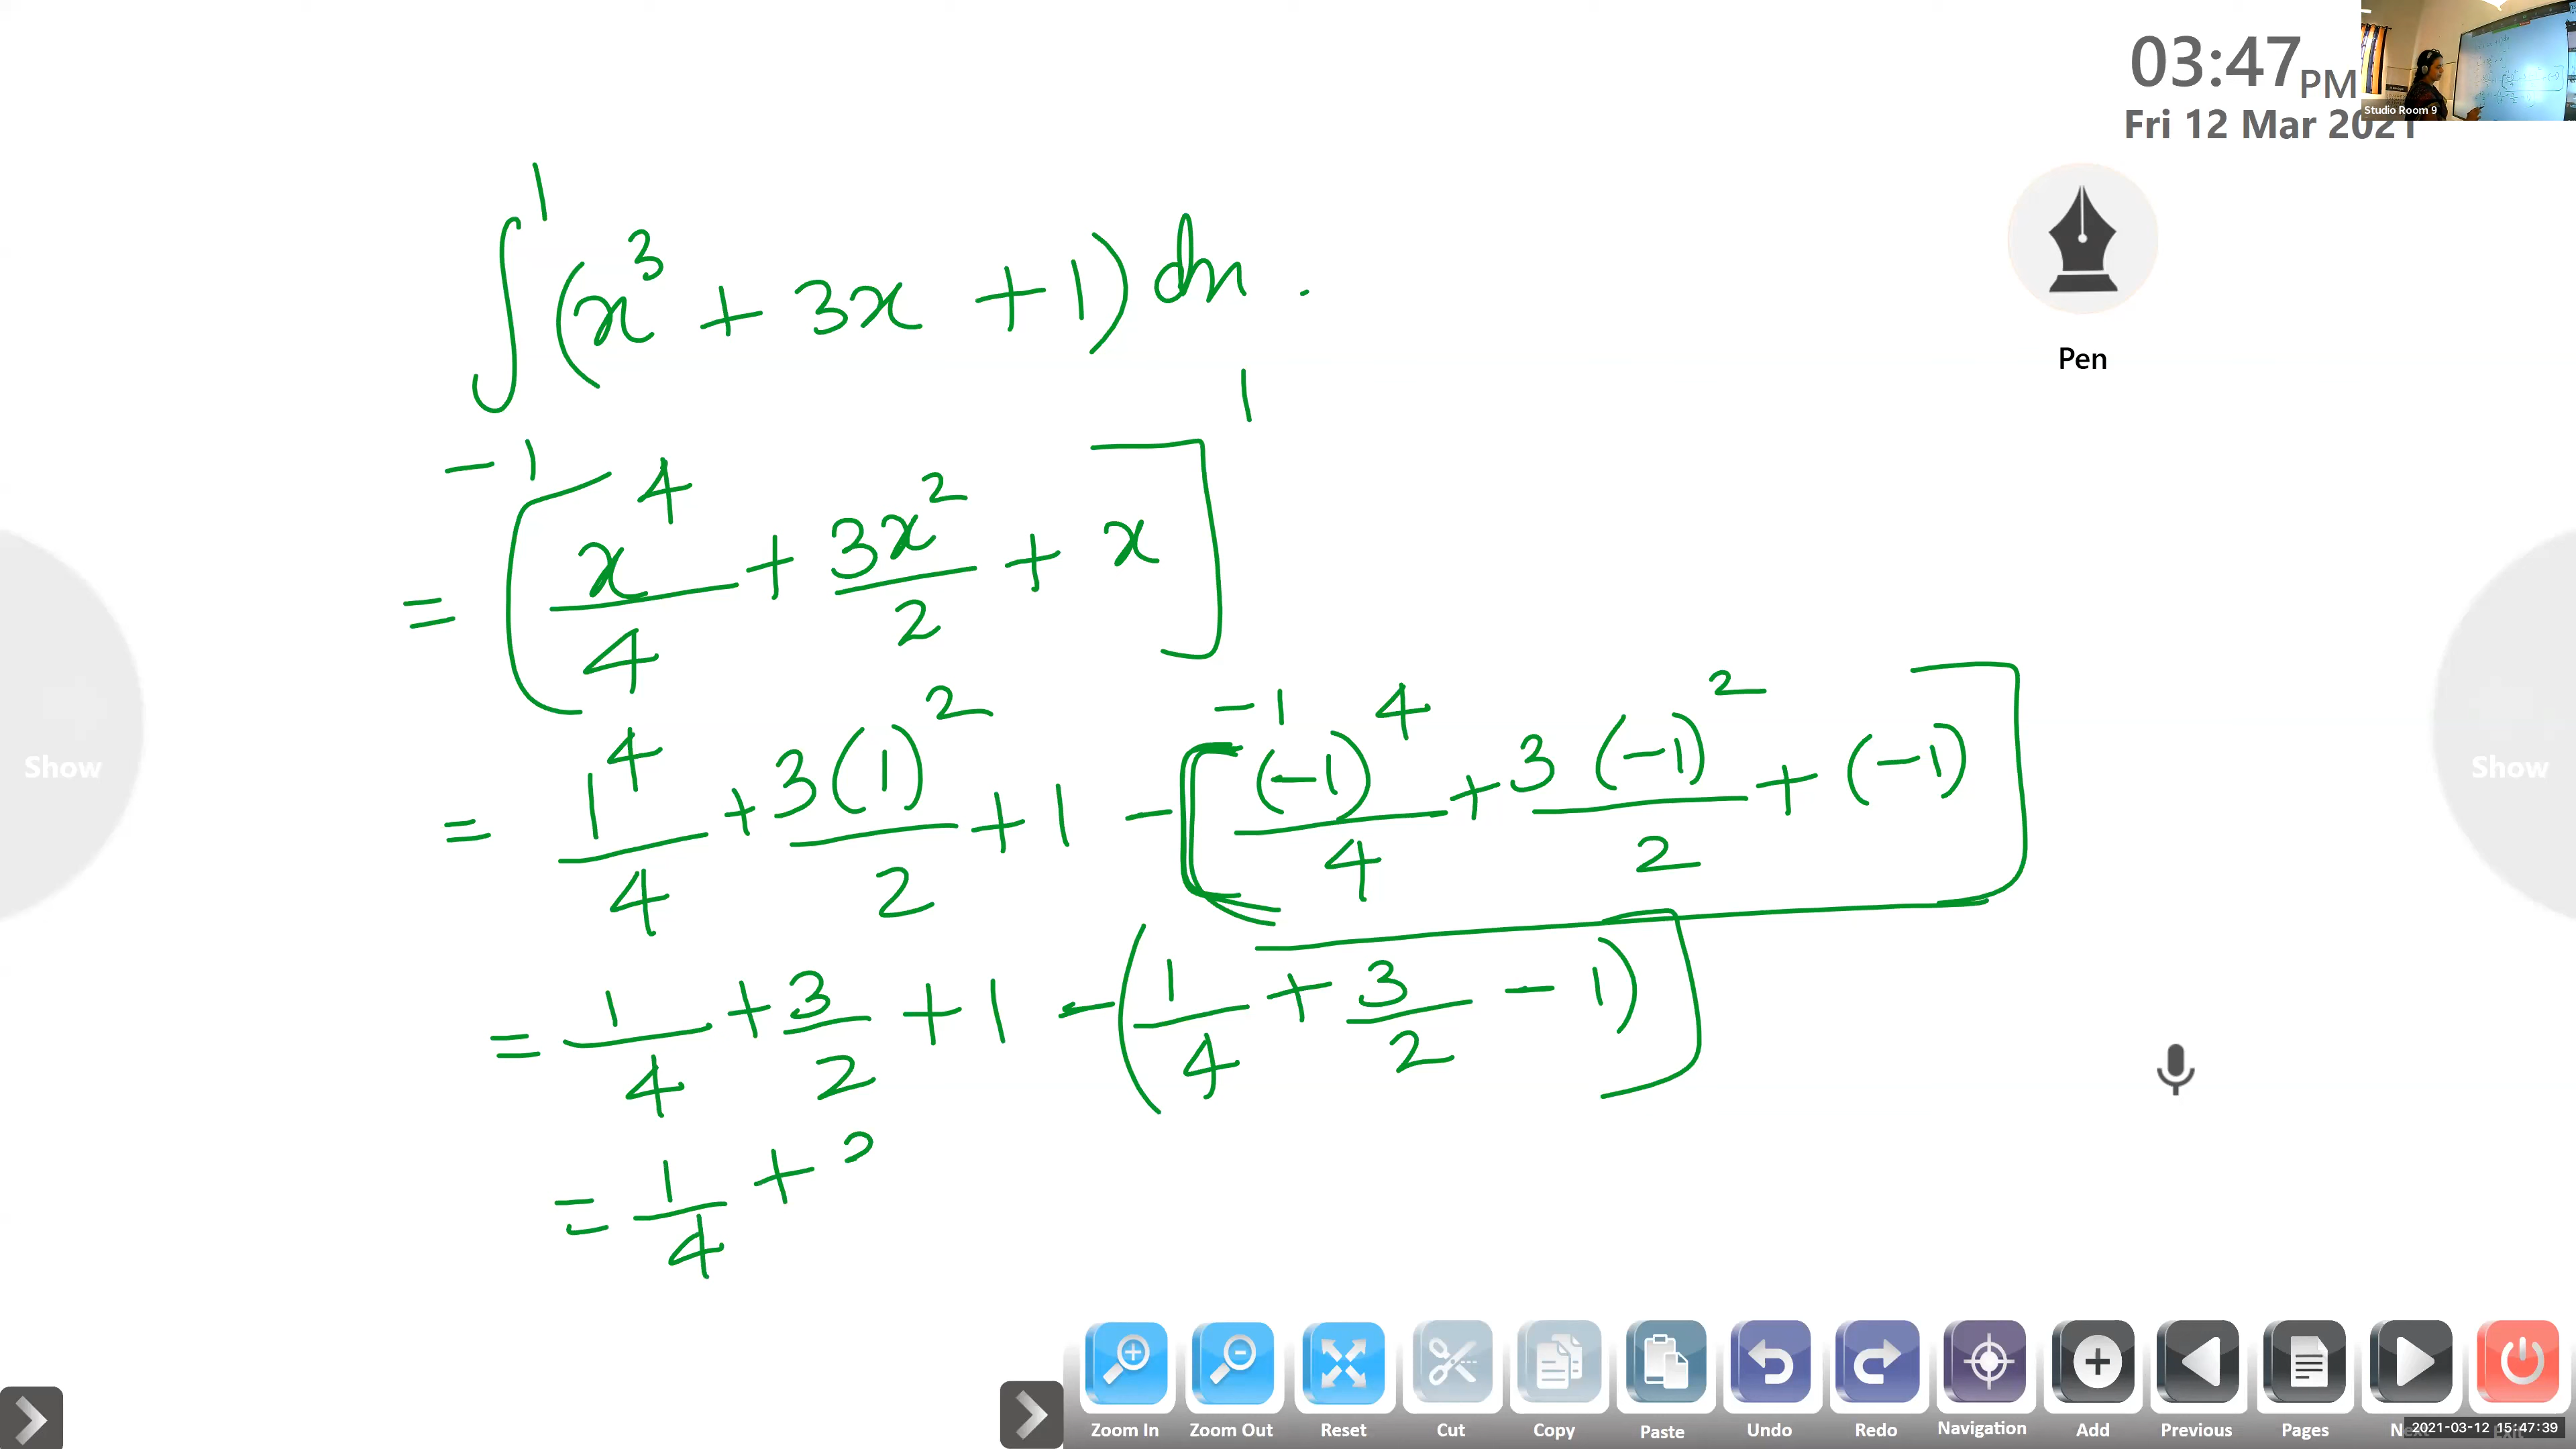 03:47 PM
Fri 12 Mar 2021
Studio Room 9
Pen
∫_{-1}^{1} (x³ + 3x + 1) dx .
= [x⁴/4 + 3x²/2 + x]_{-1}^{1}
= 1⁴/4 + 3(1)²/2 + 1 - [(-1)⁴/4 + 3(-1)²/2 + (-1)]
= 1/4 + 3/2 + 1 - (1/4 + 3/2 - 1)]
= 1/4 +
Show
Show
Zoom In Zoom Out Reset Cut Copy Paste Undo Redo Navigation Add Previous Pages
2021-03-12 15:47:39